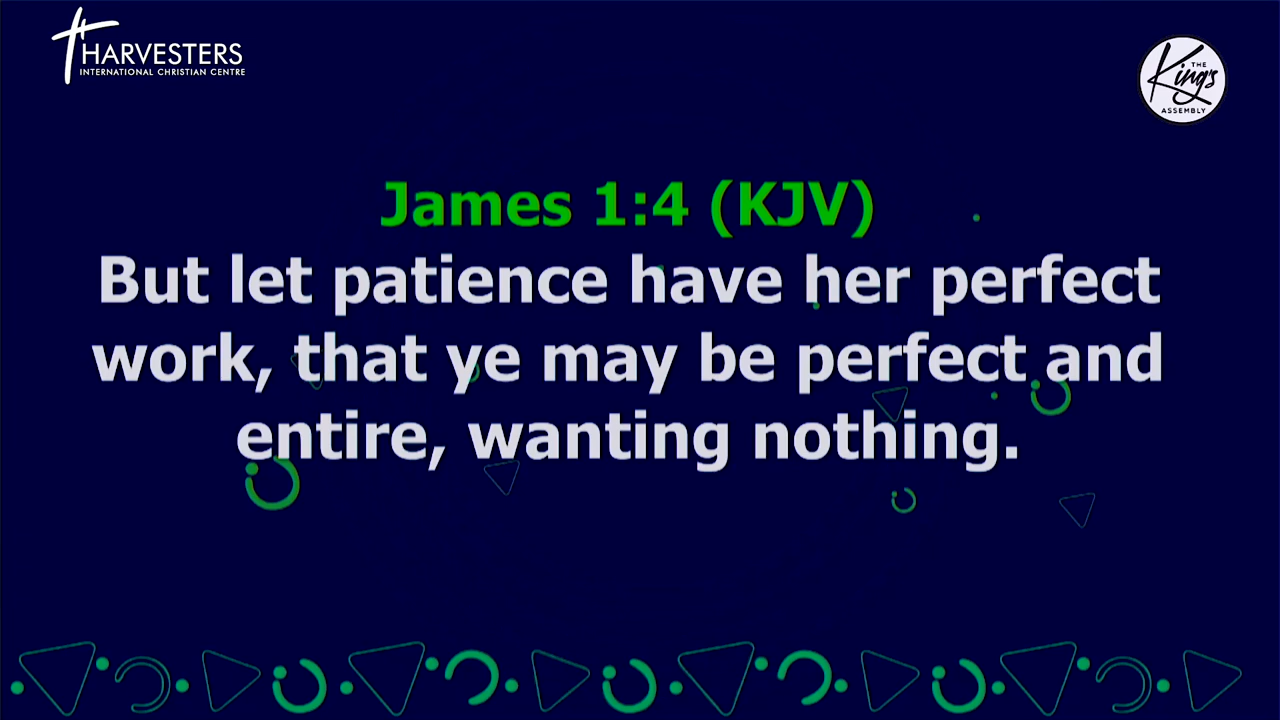 HARVESTERS
INTERNATIONAL CHRISTIAN CENTRE
THE
King's
ASSEMBLY
James 1:4 (KJV)
But let patience have her perfect
work, that ye may be perfect and
entire, wanting nothing.